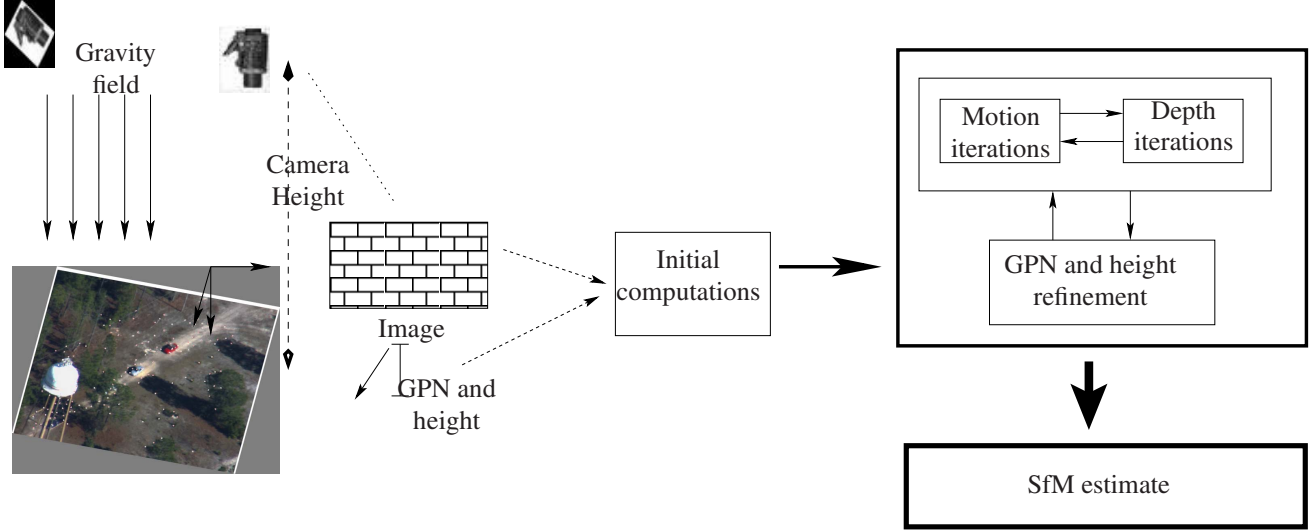 Gravity
field
Camera
Height
Image
GPN and
height
Initial
computations
Motion
iterations
Depth
iterations
GPN and height
refinement
SfM estimate